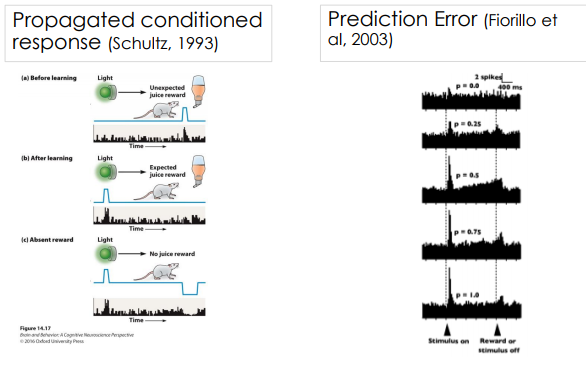 Propagated conditioned
response (Schultz, 1993)
(a) Before learning
Light
Unexpected
juice reward
Time
(b) After learning
Light
Expected
juice reward
Time
(c) Absent reward
Light
No juice reward
Time
Figure 14.17
Brain and Behavior: A Cognitive Neuroscience Perspective
© 2016 Oxford University Press
Prediction Error (Fiorillo et
al, 2003)
2 spikes
400 ms
p = 0.0
p = 0.25
p = 0.5
p = 0.75
p = 1.0
Stimulus on
Reward or
stimulus off